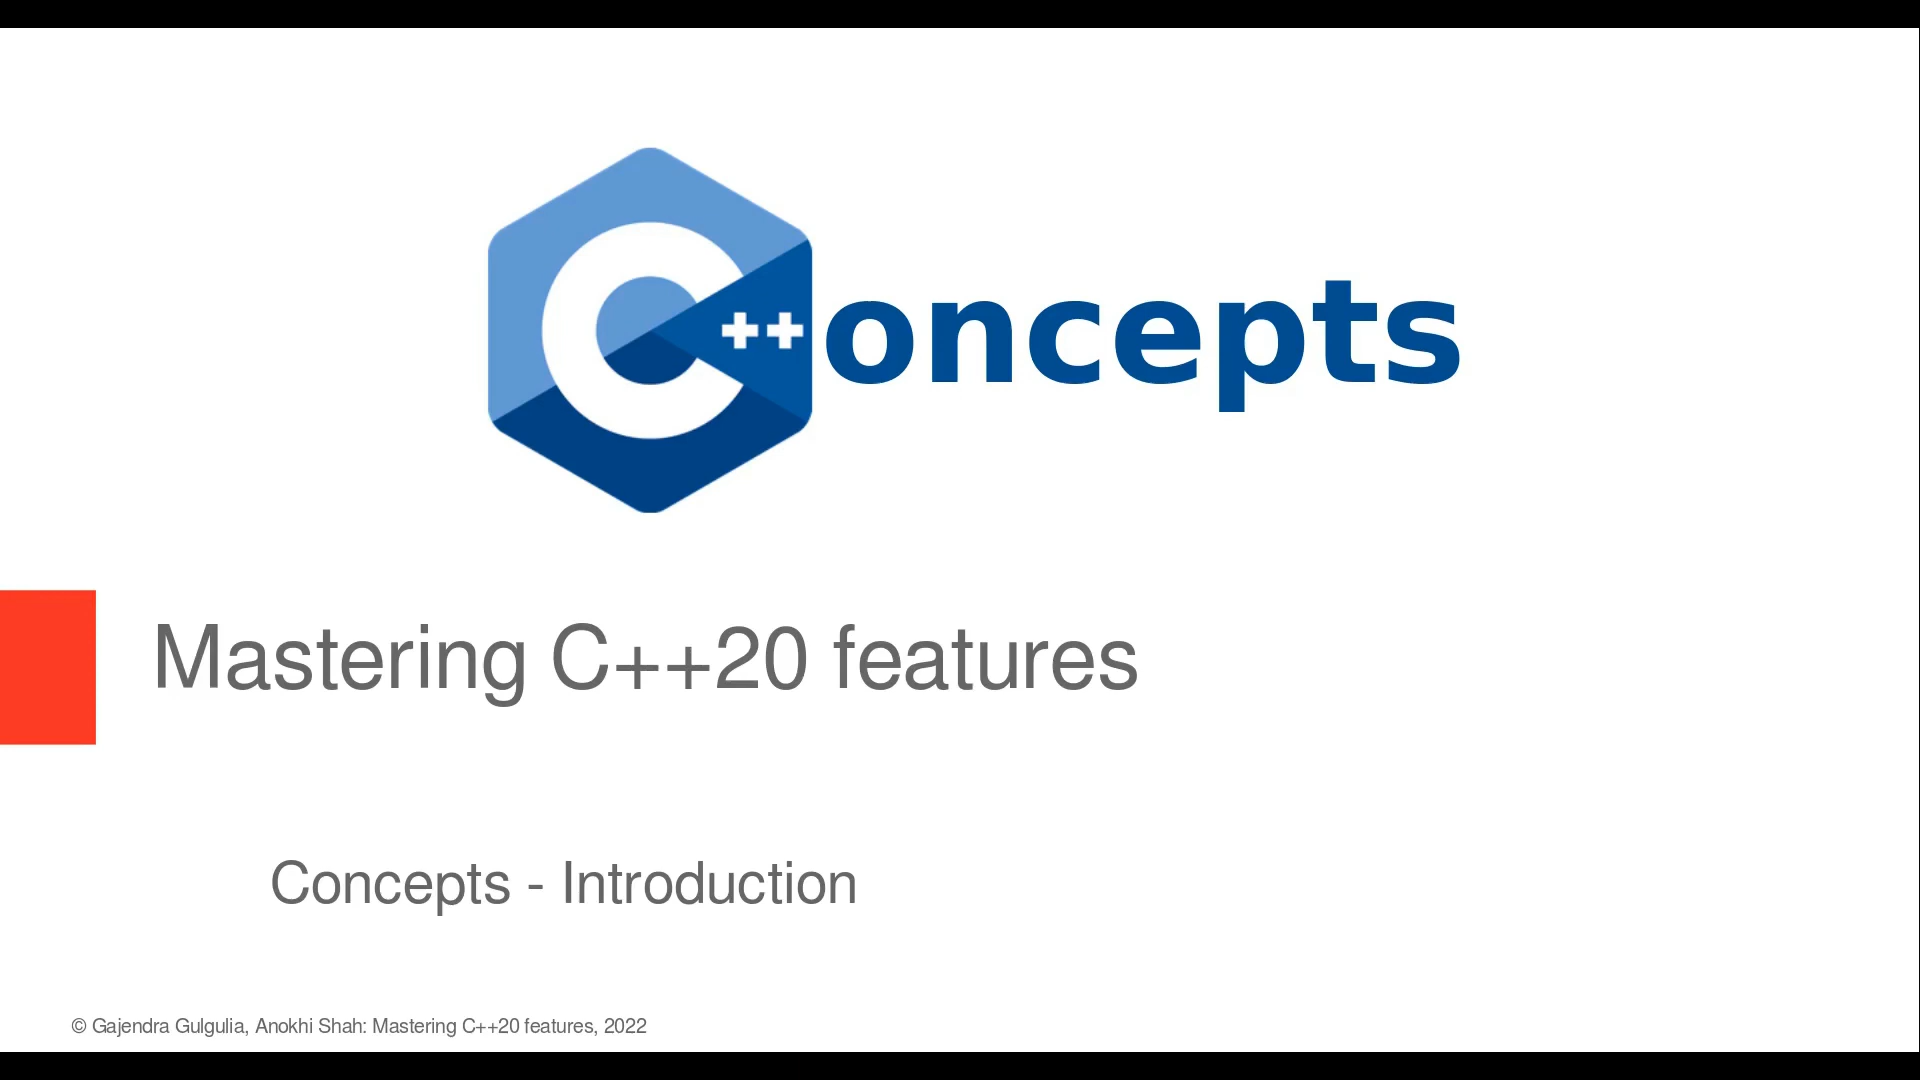 C++oncepts
Mastering C++20 features
Concepts - Introduction
© Gajendra Gulgulia, Anokhi Shah: Mastering C++20 features, 2022